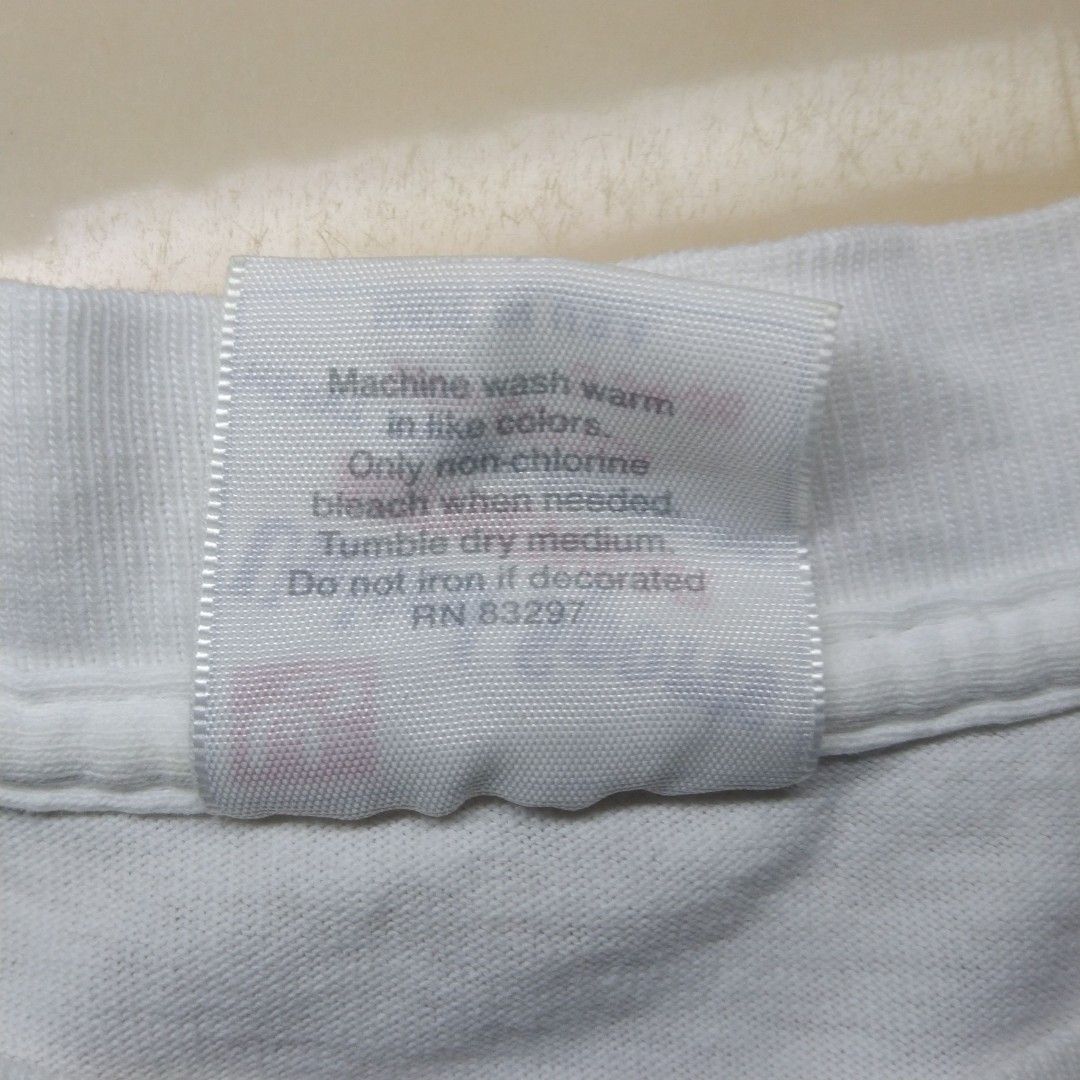 Machine wash warm
in like colors.
Only non-chlorine
bleach when needed.
Tumble dry medium.
Do not iron if decorated
RN 83297